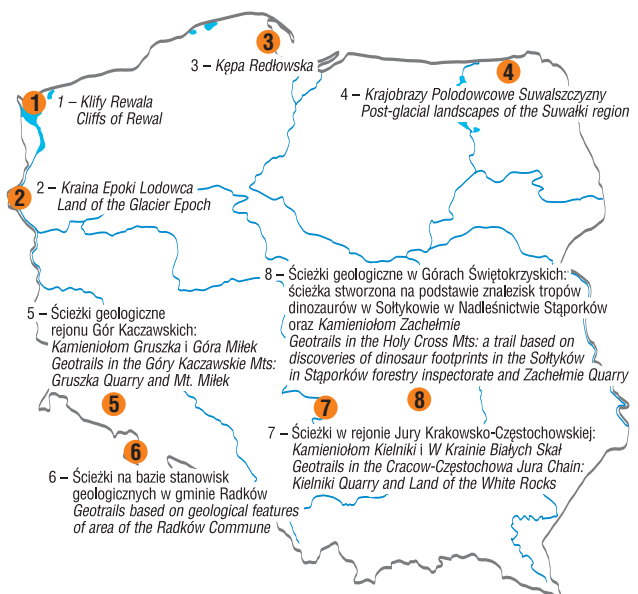 3
3 – Kępa Redłowska
4
4 – Krajobrazy Polodowcowe Suwalszczyzny
Post-glacial landscapes of the Suwałki region
1
1 – Klify Rewala
Cliffs of Rewal
2
2 – Kraina Epoki Lodowca
Land of the Glacier Epoch
8 – Ścieżki geologiczne w Górach Świętokrzyskich:
ścieżka stworzona na podstawie znalezisk tropów
dinozaurów w Sołtykowie w Nadleśnictwie Stąporków
oraz Kamieniołom Zachełmie
Geotrails in the Holy Cross Mts: a trail based on
discoveries of dinosaur footprints in the Sołtyków
in Stąporków forestry inspectorate and Zachełmie Quarry
8
5 – Ścieżki geologiczne
rejonu Gór Kaczawskich:
Kamieniołom Gruszka i Góra Miłek
Geotrails in the Góry Kaczawskie Mts:
Gruszka Quarry and Mt. Miłek
5
7
7 – Ścieżki w rejonie Jury Krakowsko-Częstochowskiej:
Kamieniołom Kielniki i W Krainie Białych Skał
Geotrails in the Cracow-Częstochowa Jura Chain:
Kielniki Quarry and Land of the White Rocks
6
6 – Ścieżki na bazie stanowisk
geologicznych w gminie Radków
Geotrails based on geological features
of area of the Radków Commune